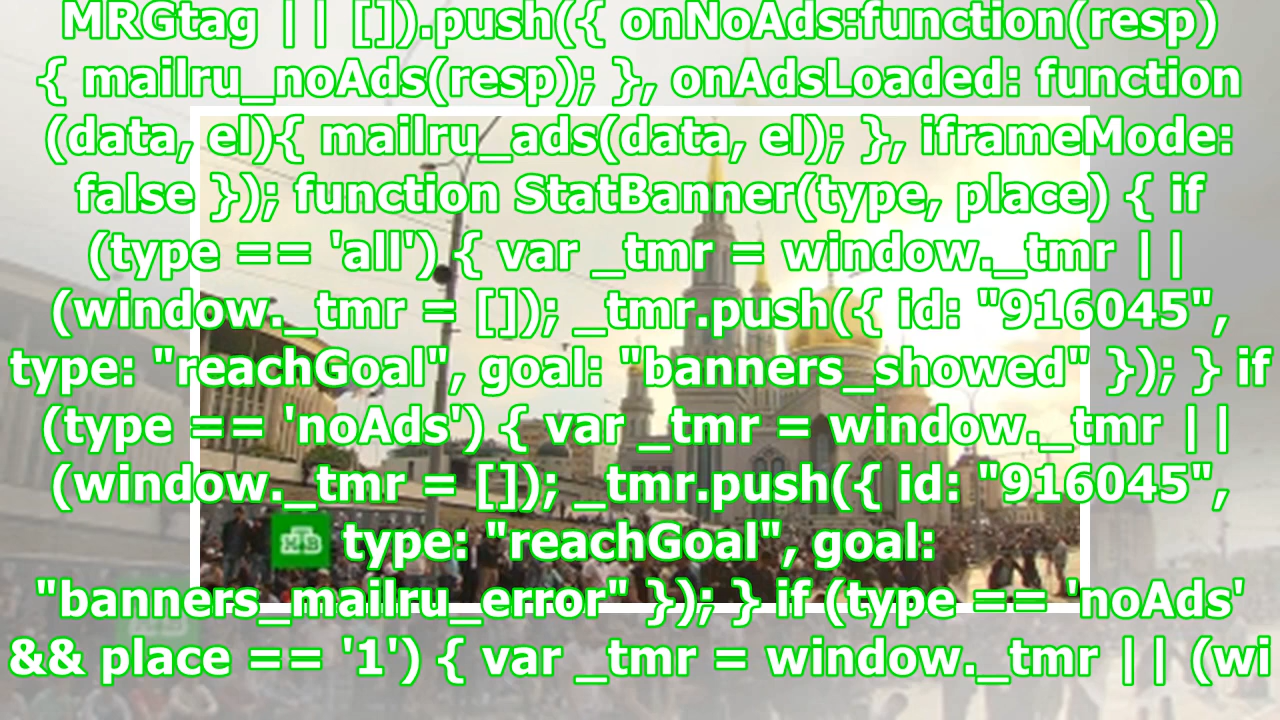 MRGtag || []).push({ onNoAds:function(resp)
{ mailru_noAds(resp); }, onAdsLoaded: function
(data, el){ mailru_ads(data, el); }, iframeMode:
false }); function StatBanner(type, place) { if
(type == 'all') { var _tmr = window._tmr ||
(window._tmr = []); _tmr.push({ id: "916045",
type: "reachGoal", goal: "banners_showed" }); } if
(type == 'noAds') { var _tmr = window._tmr ||
(window._tmr = []); _tmr.push({ id: "916045",
НТВ
type: "reachGoal", goal:
"banners_mailru_error" }); } if (type == 'noAds'
&& place == '1') { var _tmr = window._tmr || (wi